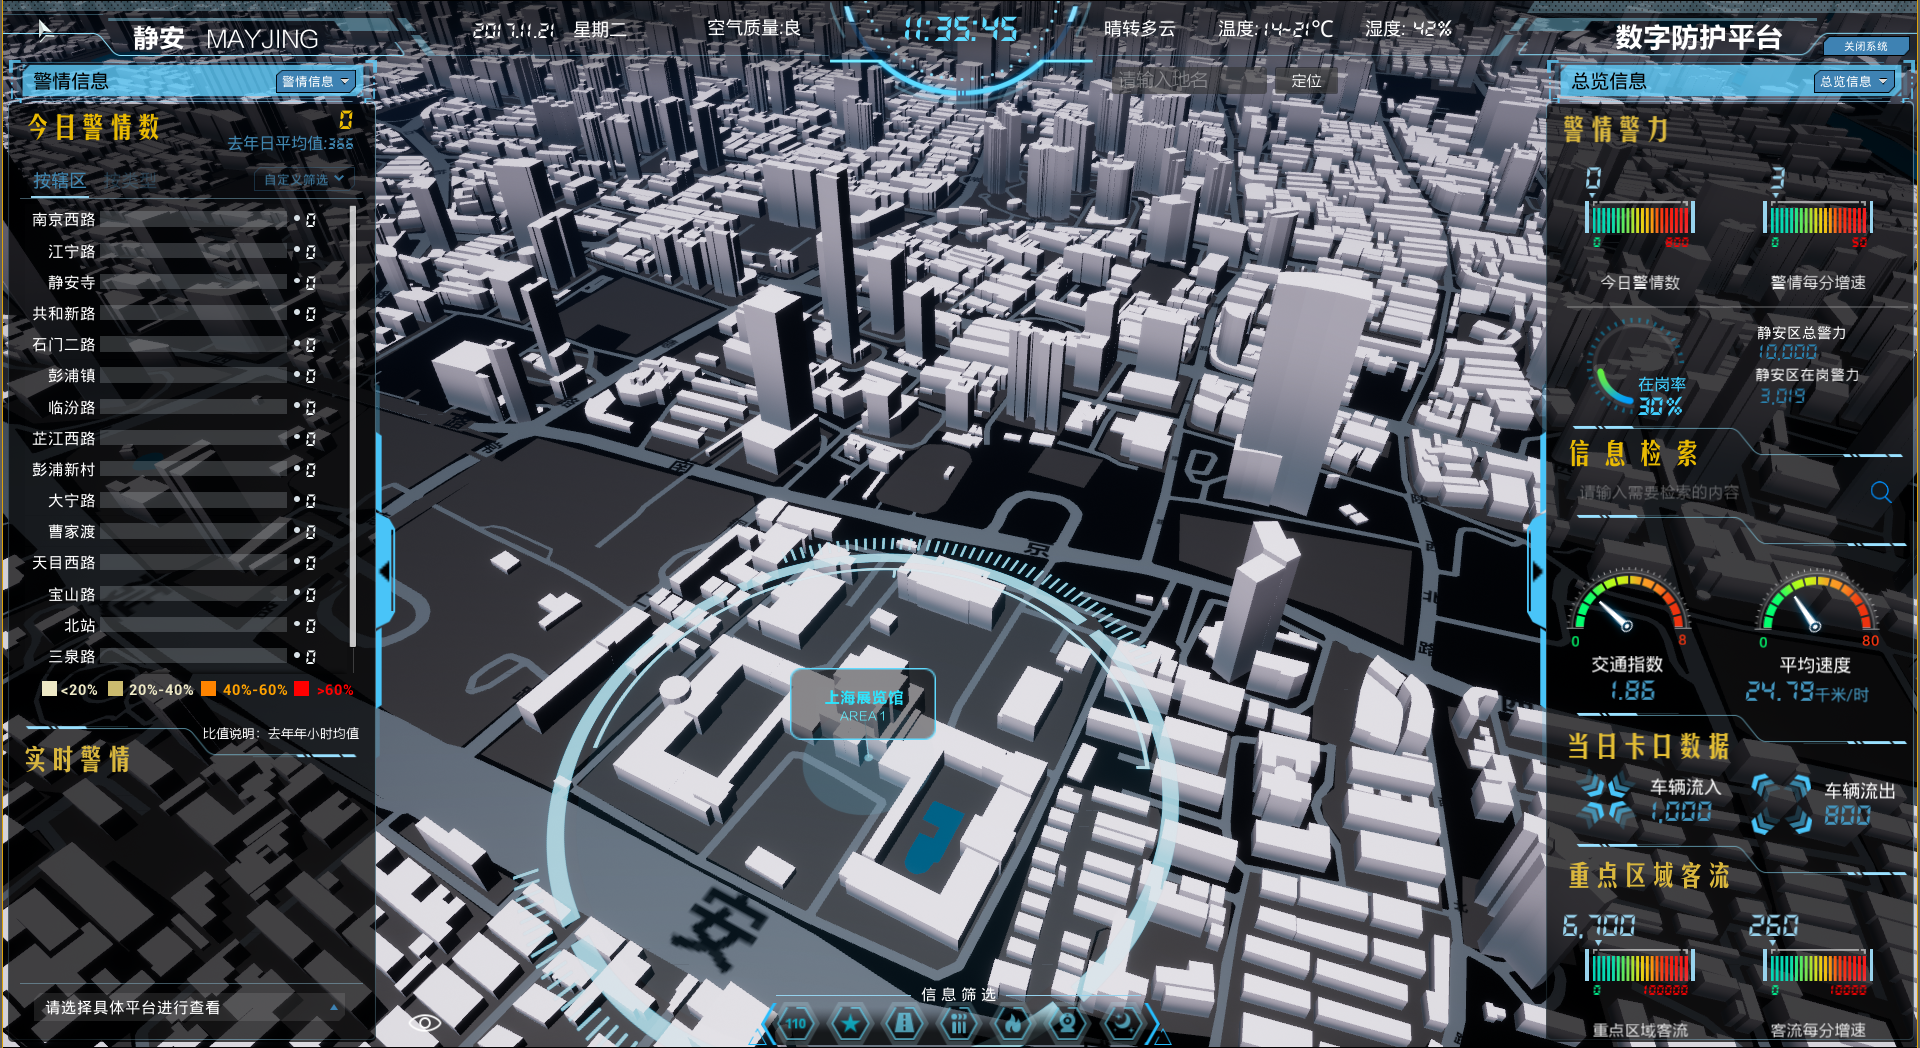 静安 MAYJING
2017.11.21 星期二
空气质量:良
11:35:45
晴转多云
温度:14~21℃
湿度: 42%
数字防护平台
关闭系统
请输入地名
定位
警情信息
警情信息
今日警情数
0
去年日平均值:366
按辖区
自定义筛选
南京西路 0
江宁路 0
静安寺 0
共和新路 0
石门二路 0
彭浦镇 0
临汾路 0
芷江西路 0
彭浦新村 0
大宁路 0
曹家渡 0
天目西路 0
宝山路 0
北站 0
三泉路 0
<20% 20%-40% 40%-60% >60%
比值说明：去年年小时均值
实时警情
请选择具体平台进行查看
上海展览馆
AREA 1
京
安
信息筛选
110
总览信息
总览信息
警情警力
0 3
0 800 0 50
今日警情数 警情每分增速
在岗率
30%
静安区总警力
10,000
静安区在岗警力
3,019
信息检索
请输入需要检索的内容
0 8 0 80
交通指数 平均速度
1.86 24.79千米/时
当日卡口数据
车辆流入
1,000
车辆流出
800
重点区域客流
6,700 260
0 100000 0 10000
重点区域客流 客流每分增速